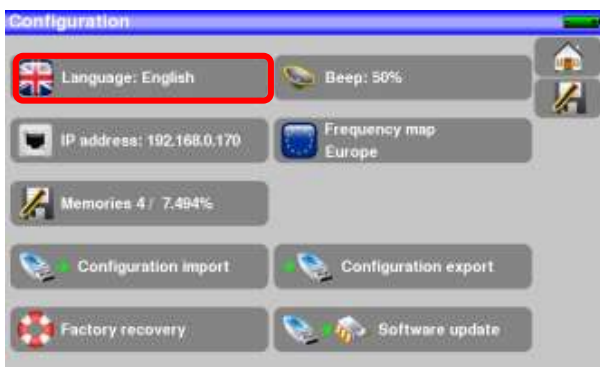 Configuration
Language: English
Beep: 50%
IP address: 192.168.0.170
Frequency map
Europe
Memories 4 / 7.494%
Configuration import
Configuration export
Factory recovery
Software update